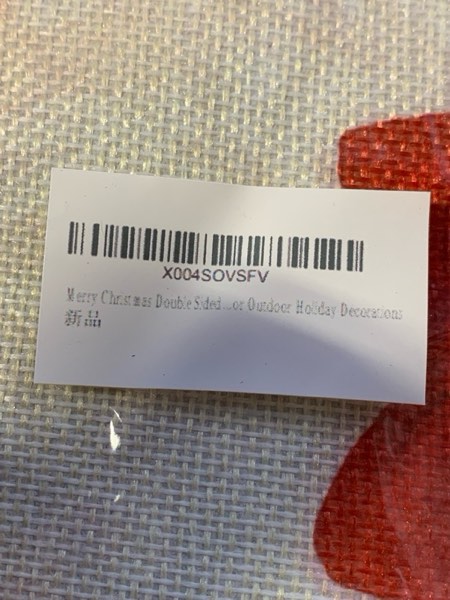 X004SOVSFV
Merry Christmas Double Sided...or Outdoor Holiday Decorations
新品